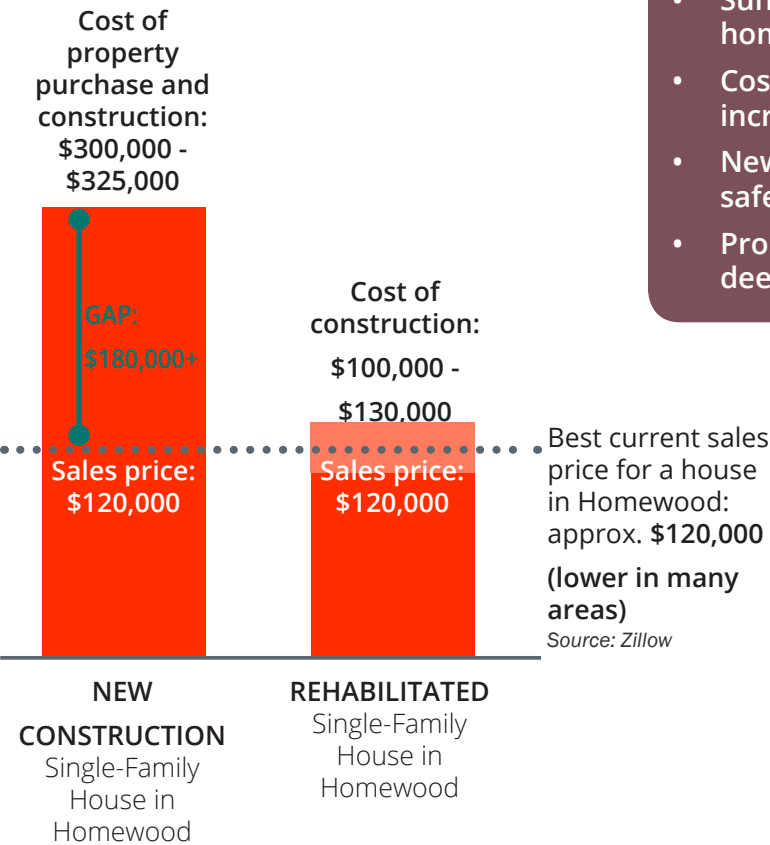 Cost of
property
purchase and
construction:
$300,000 -
$325,000
GAP:
$180,000+
Sales price:
$120,000
NEW
CONSTRUCTION
Single-Family
House in
Homewood
Cost of
construction:
$100,000 -
$130,000
Sales price:
$120,000
REHABILITATED
Single-Family
House in
Homewood
Best current sales
price for a house
in Homewood:
approx. $120,000
(lower in many
areas)
Source: Zillow
•
•
•
•